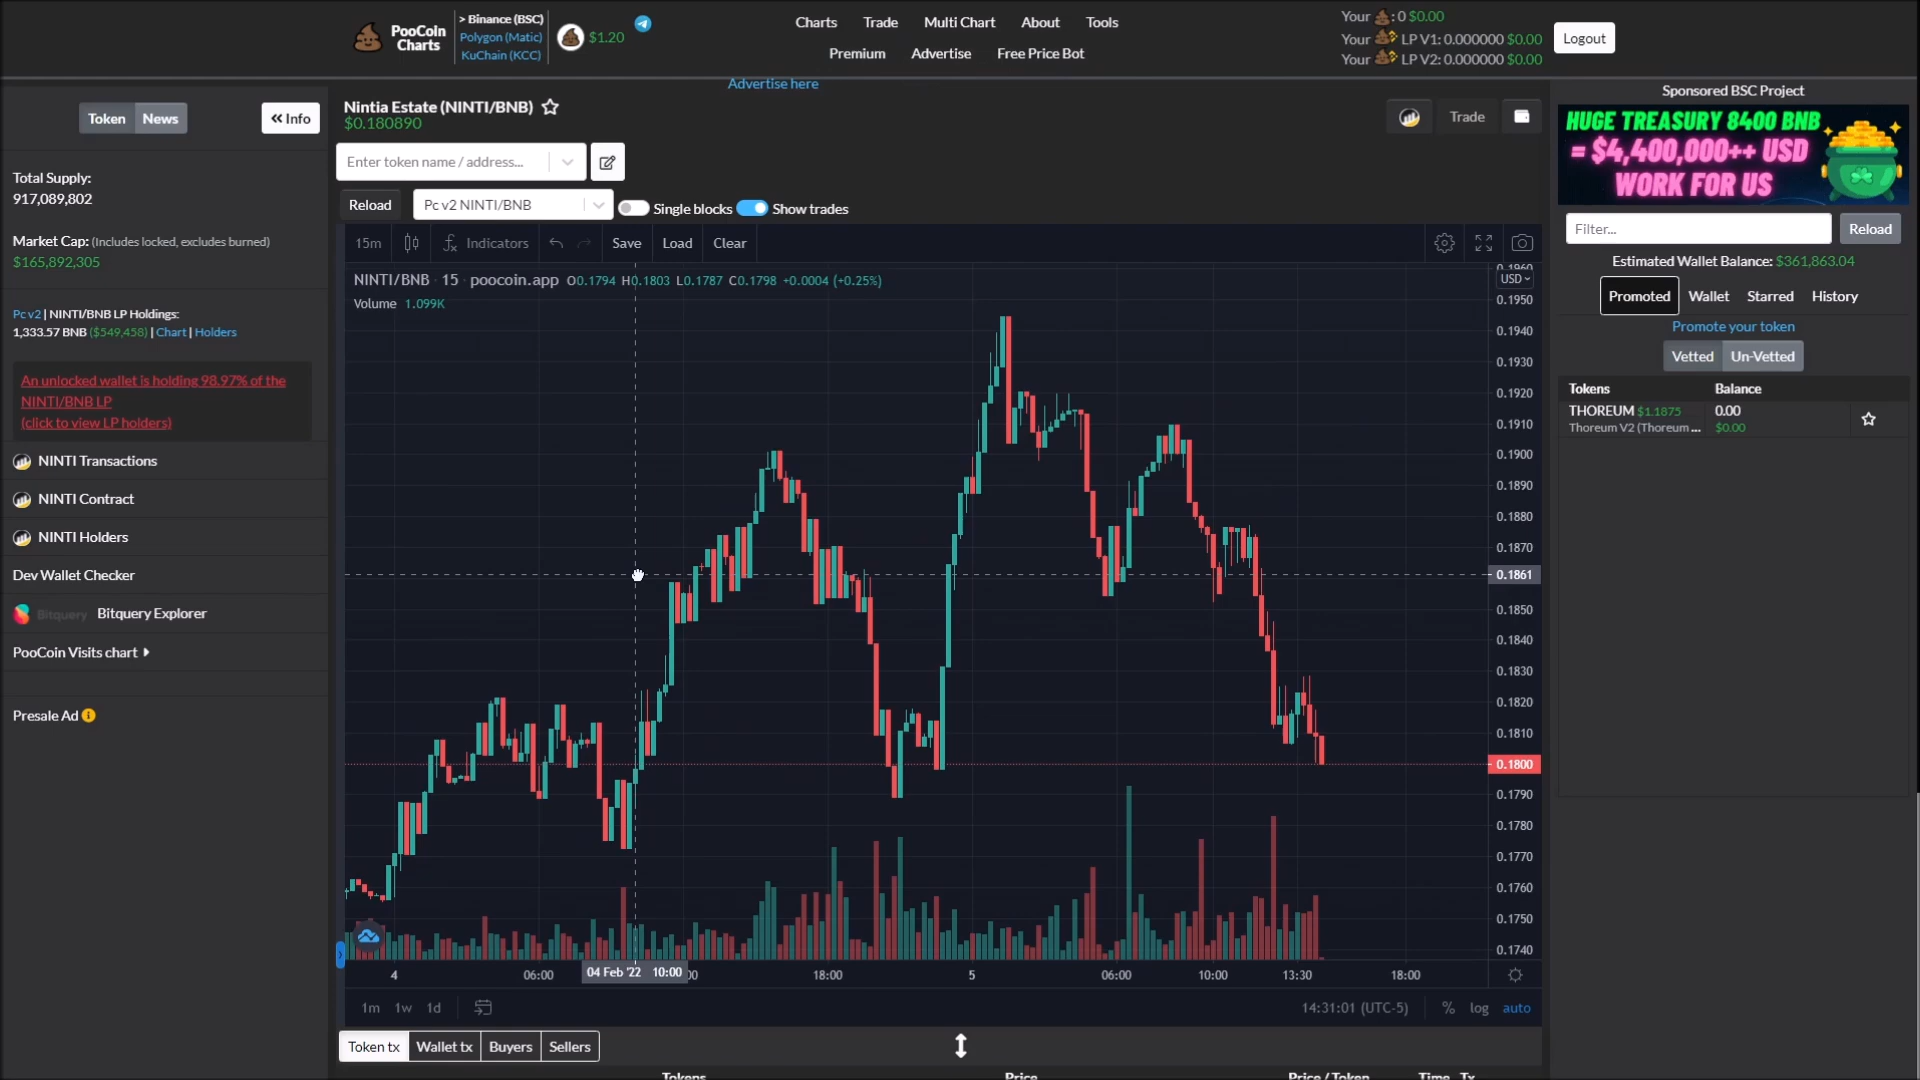 PooCoin
Charts
> Binance (BSC)
Polygon (Matic)
KuChain (KCC)
$1.20
Charts
Trade
Multi Chart
About
Tools
Premium
Advertise
Free Price Bot
Your : 0 $0.00
Your LP V1: 0.000000 $0.00
Your LP V2: 0.000000 $0.00
Logout
Advertise here
Token
News
« Info
Total Supply:
917,089,802
Market Cap: (Includes locked, excludes burned)
$165,892,305
Pc v2 | NINTI/BNB LP Holdings:
1,333.57 BNB ($549,458) | Chart | Holders
An unlocked wallet is holding 98.97% of the
NINTI/BNB LP
(click to view LP holders)
NINTI Transactions
NINTI Contract
NINTI Holders
Dev Wallet Checker
Bitquery Bitquery Explorer
PooCoin Visits chart
Presale Ad
Nintia Estate (NINTI/BNB)
$0.180890
Trade
Enter token name / address...
Reload
Pc v2 NINTI/BNB
Single blocks
Show trades
15m
Indicators
Save
Load
Clear
NINTI/BNB · 15 · poocoin.app O0.1794 H0.1803 L0.1787 C0.1798 +0.0004 (+0.25%)
Volume 1.099K
0.1960
USD
0.1950
0.1940
0.1930
0.1920
0.1910
0.1900
0.1890
0.1880
0.1870
0.1861
0.1850
0.1840
0.1830
0.1820
0.1810
0.1800
0.1790
0.1780
0.1770
0.1760
0.1750
0.1740
4
06:00
04 Feb '22 10:00
18:00
5
06:00
10:00
13:30
18:00
1m
1w
1d
14:31:01 (UTC-5)
%
log
auto
Token tx
Wallet tx
Buyers
Sellers
Tokens
Price
Price / Token
Time
Tx
Sponsored BSC Project
HUGE TREASURY 8400 BNB
= $4,400,000++ USD
WORK FOR US
Filter...
Reload
Estimated Wallet Balance: $361,863.04
Promoted
Wallet
Starred
History
Promote your token
Vetted
Un-Vetted
Tokens
Balance
THOREUM $1.1875
0.00
Thoreum V2 (Thoreum ...
$0.00